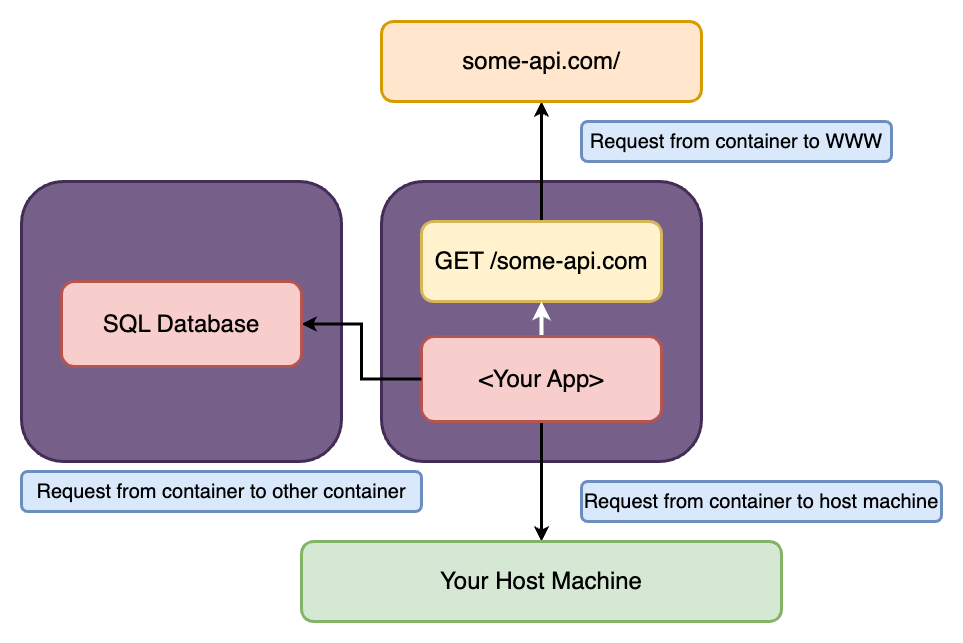 some-api.com/
Request from container to WWW
GET /some-api.com
SQL Database
<Your App>
Request from container to other container
Request from container to host machine
Your Host Machine